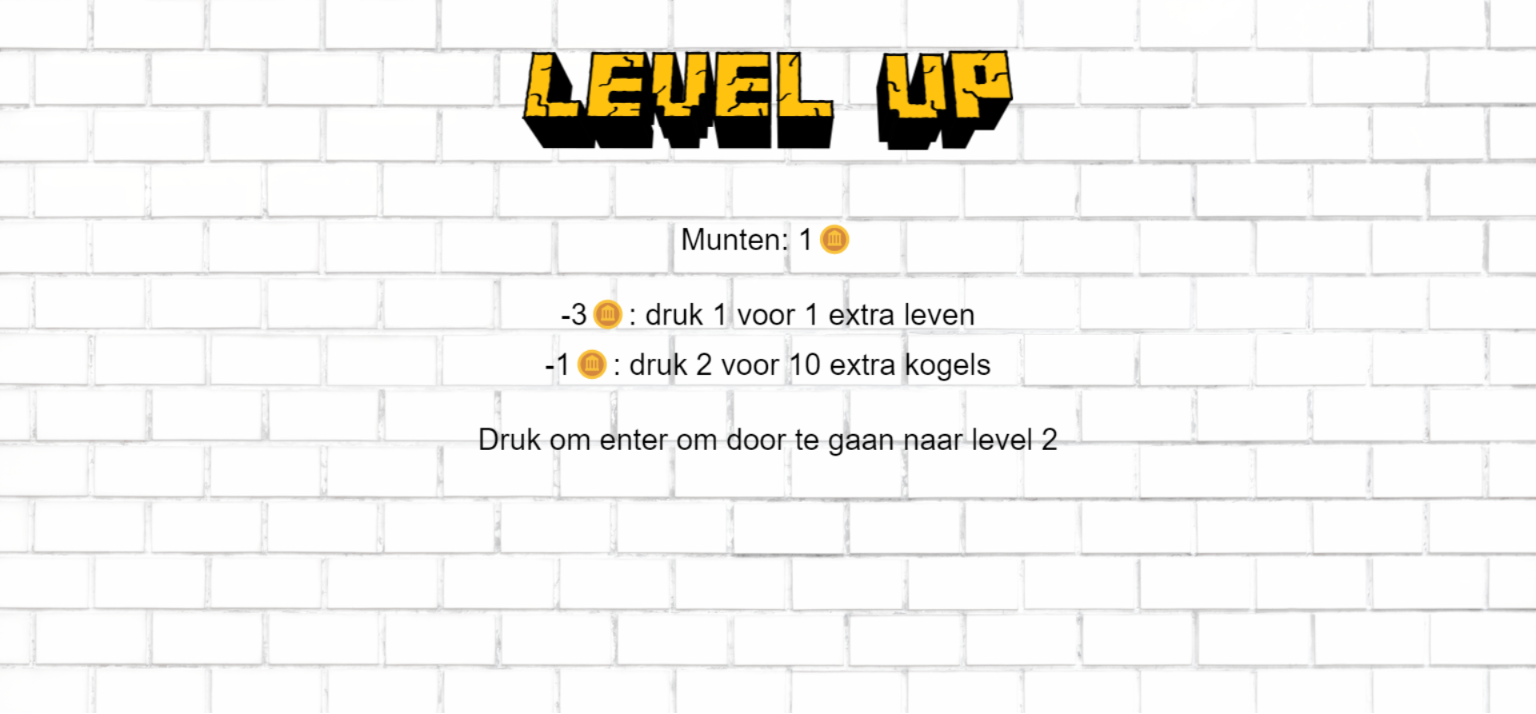 LEVEL UP
Munten: 1
-3 : druk 1 voor 1 extra leven
-1 : druk 2 voor 10 extra kogels
Druk om enter om door te gaan naar level 2